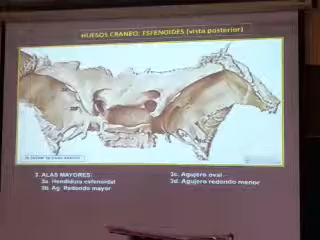 HUESOS CRANEO: ESFENOIDES (vista posterior)
3. ALAS MAYORES:
3a. Hendidura esfenoidal
3b. Ag. Redondo mayor
3c. Agujero oval
3d. Agujero redondo menor